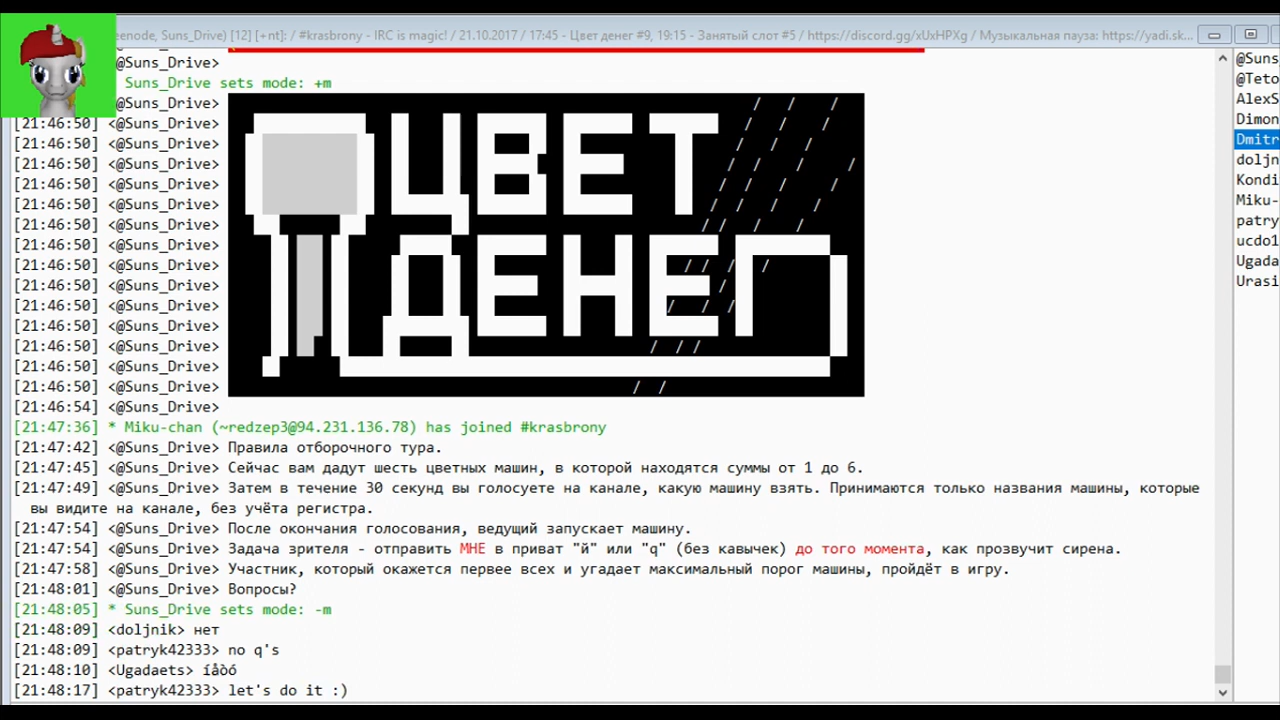 eenode, Suns_Drive) [12] [+nt]: / #krasbrony - IRC is magic! / 21.10.2017 / 17:45 - Цвет денег #9, 19:15 - Занятый слот #5 / https://discord.gg/xUxHPXg / Музыкальная пауза: https://yadi.sk...
@Suns_Drive>
Suns_Drive sets mode: +m
@Suns_Drive>
[21:46:50] <@Suns_Drive>
[21:46:50] <@Suns_Drive>
[21:46:50] <@Suns_Drive>
[21:46:50] <@Suns_Drive>
[21:46:50] <@Suns_Drive>
[21:46:50] <@Suns_Drive>
[21:46:50] <@Suns_Drive>
[21:46:50] <@Suns_Drive>
[21:46:50] <@Suns_Drive>
[21:46:50] <@Suns_Drive>
[21:46:50] <@Suns_Drive>
[21:46:50] <@Suns_Drive>
[21:46:50] <@Suns_Drive>
[21:46:50] <@Suns_Drive>
ЦВЕТ
ДЕНЕГ
[21:46:54] <@Suns_Drive>
[21:47:36] * Miku-chan (~redzep3@94.231.136.78) has joined #krasbrony
[21:47:42] <@Suns_Drive> Правила отборочного тура.
[21:47:45] <@Suns_Drive> Сейчас вам дадут шесть цветных машин, в которой находятся суммы от 1 до 6.
[21:47:49] <@Suns_Drive> Затем в течение 30 секунд вы голосуете на канале, какую машину взять. Принимаются только названия машины, которые
вы видите на канале, без учёта регистра.
[21:47:54] <@Suns_Drive> После окончания голосования, ведущий запускает машину.
[21:47:54] <@Suns_Drive> Задача зрителя - отправить МНЕ в приват "й" или "q" (без кавычек) до того момента, как прозвучит сирена.
[21:47:58] <@Suns_Drive> Участник, который окажется первее всех и угадает максимальный порог машины, пройдёт в игру.
[21:48:01] <@Suns_Drive> Вопросы?
[21:48:05] * Suns_Drive sets mode: -m
[21:48:09] <doljnik> нет
[21:48:09] <patryk42333> no q's
[21:48:10] <Ugadaets> íåòó
[21:48:17] <patryk42333> let's do it :)
@Suns
@Teto
AlexS
Dimon
Dmitr
doljn
Kondi
Miku-
patry
ucdo1
Ugada
Urasi